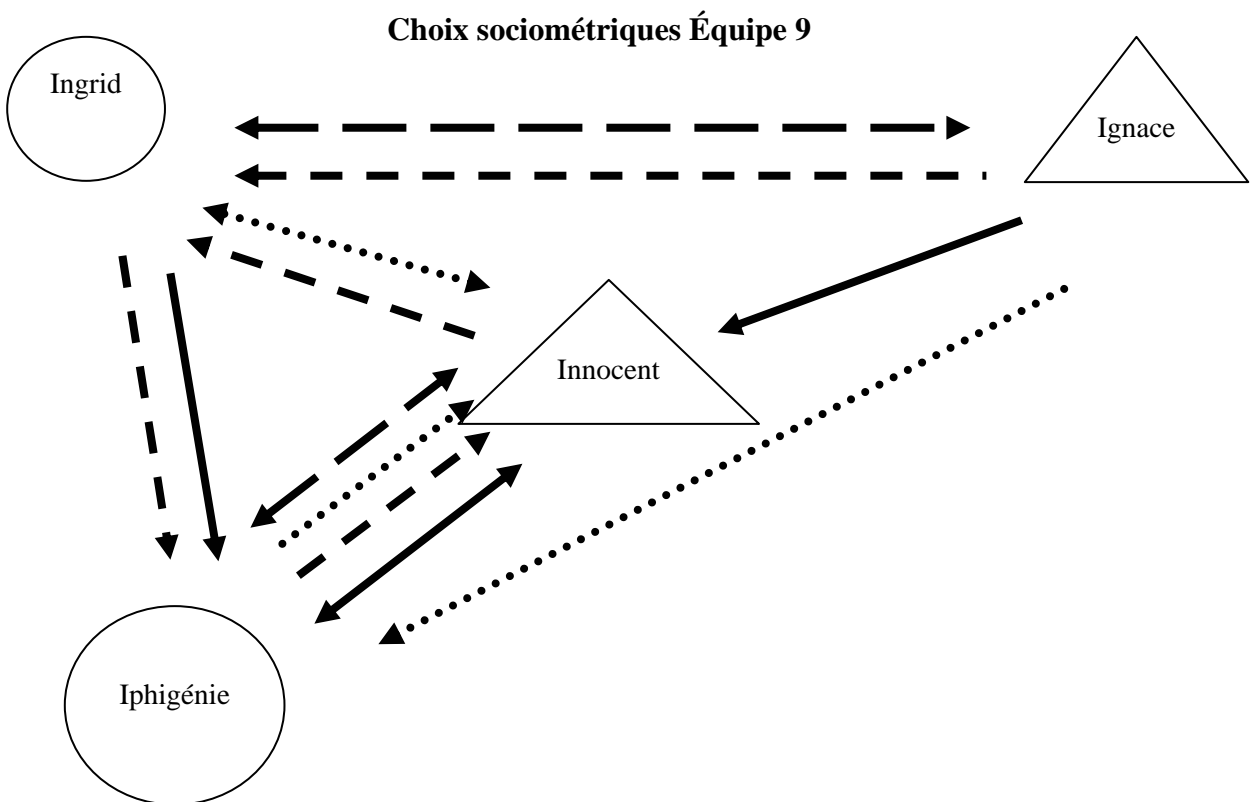 Choix sociométriques Équipe 9
Ingrid
Ignace
Innocent
Iphigénie